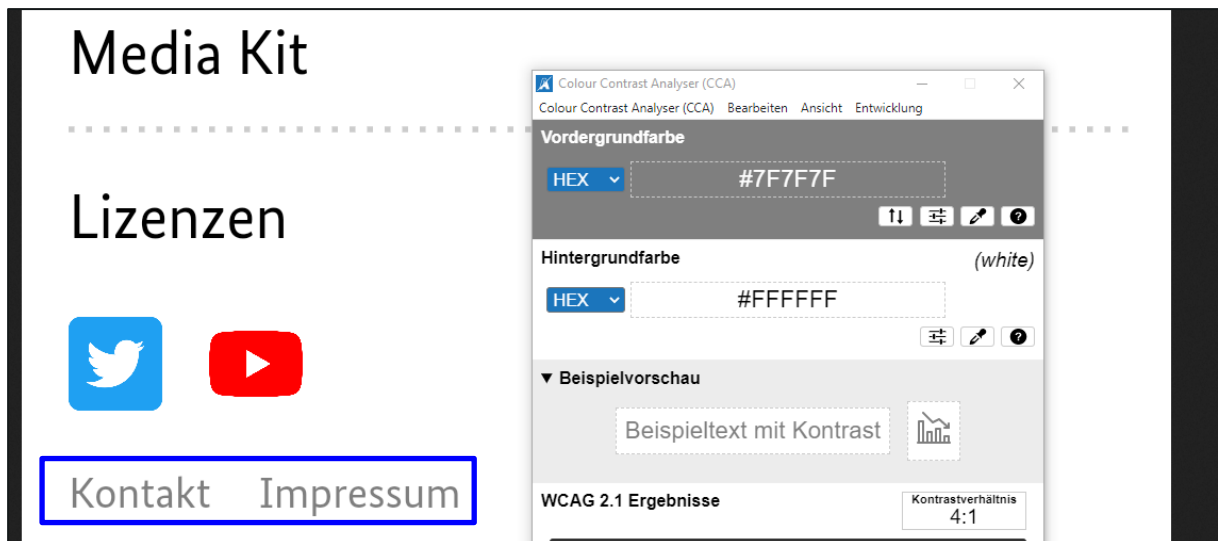 Media Kit
Lizenzen
Kontakt Impressum
Colour Contrast Analyser (CCA)
Colour Contrast Analyser (CCA) Bearbeiten Ansicht Entwicklung
Vordergrundfarbe
HEX #7F7F7F
Hintergrundfarbe (white)
HEX #FFFFFF
▼ Beispielvorschau
Beispieltext mit Kontrast
WCAG 2.1 Ergebnisse
Kontrastverhältnis
4:1